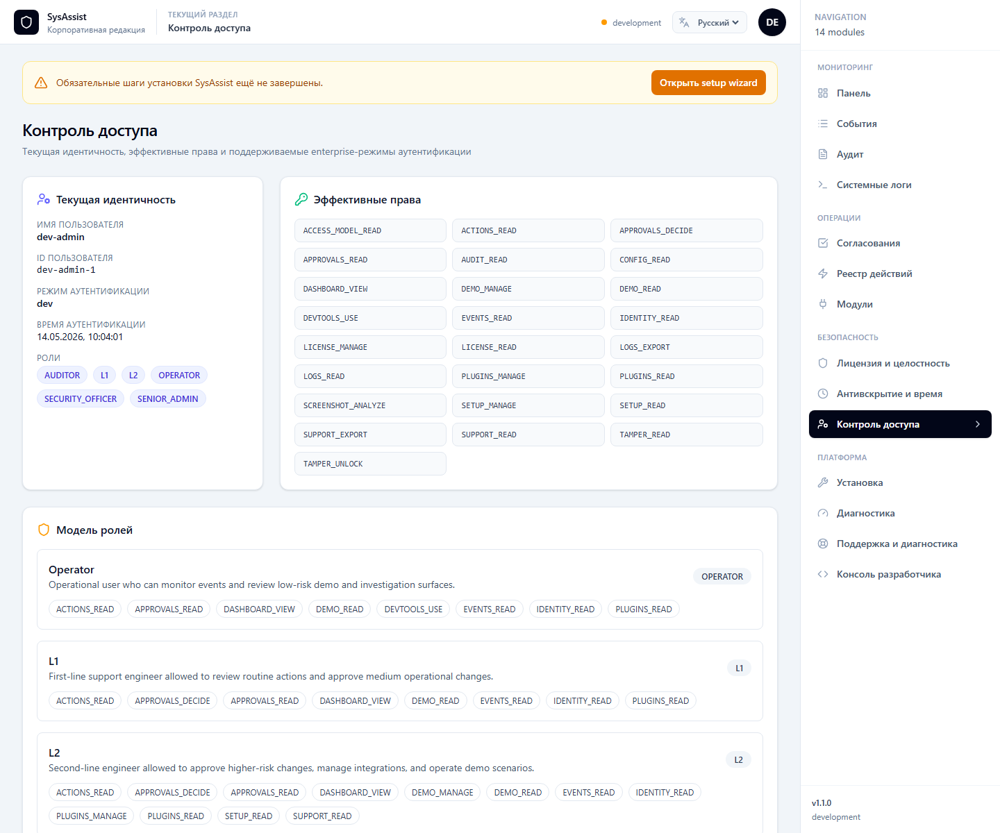 SysAssist
Корпоративная редакция
ТЕКУЩИЙ РАЗДЕЛ
Контроль доступа
development
Русский
DE
Обязательные шаги установки SysAssist ещё не завершены.
Открыть setup wizard
Контроль доступа
Текущая идентичность, эффективные права и поддерживаемые enterprise-режимы аутентификации
Текущая идентичность
ИМЯ ПОЛЬЗОВАТЕЛЯ
dev-admin
ID ПОЛЬЗОВАТЕЛЯ
dev-admin-1
РЕЖИМ АУТЕНТИФИКАЦИИ
dev
ВРЕМЯ АУТЕНТИФИКАЦИИ
14.05.2026, 10:04:01
РОЛИ
AUDITOR L1 L2 OPERATOR
SECURITY_OFFICER SENIOR_ADMIN
Эффективные права
ACCESS_MODEL_READ ACTIONS_READ APPROVALS_DECIDE
APPROVALS_READ AUDIT_READ CONFIG_READ
DASHBOARD_VIEW DEMO_MANAGE DEMO_READ
DEVTOOLS_USE EVENTS_READ IDENTITY_READ
LICENSE_MANAGE LICENSE_READ LOGS_EXPORT
LOGS_READ PLUGINS_MANAGE PLUGINS_READ
SCREENSHOT_ANALYZE SETUP_MANAGE SETUP_READ
SUPPORT_EXPORT SUPPORT_READ TAMPER_READ
TAMPER_UNLOCK
Модель ролей
Operator
Operational user who can monitor events and review low-risk demo and investigation surfaces.
OPERATOR
ACTIONS_READ APPROVALS_READ DASHBOARD_VIEW DEMO_READ DEVTOOLS_USE EVENTS_READ IDENTITY_READ PLUGINS_READ
L1
First-line support engineer allowed to review routine actions and approve medium operational changes.
L1
ACTIONS_READ APPROVALS_DECIDE APPROVALS_READ DASHBOARD_VIEW DEMO_READ EVENTS_READ IDENTITY_READ PLUGINS_READ
L2
Second-line engineer allowed to approve higher-risk changes, manage integrations, and operate demo scenarios.
L2
ACTIONS_READ APPROVALS_DECIDE APPROVALS_READ DASHBOARD_VIEW DEMO_MANAGE DEMO_READ EVENTS_READ IDENTITY_READ
PLUGINS_MANAGE PLUGINS_READ SETUP_READ SUPPORT_READ
NAVIGATION
14 modules
МОНИТОРИНГ
Панель
События
Аудит
Системные логи
ОПЕРАЦИИ
Согласования
Реестр действий
Модули
БЕЗОПАСНОСТЬ
Лицензия и целостность
Антивскрытие и время
Контроль доступа
ПЛАТФОРМА
Установка
Диагностика
Поддержка и диагностика
Консоль разработчика
v1.1.0
development